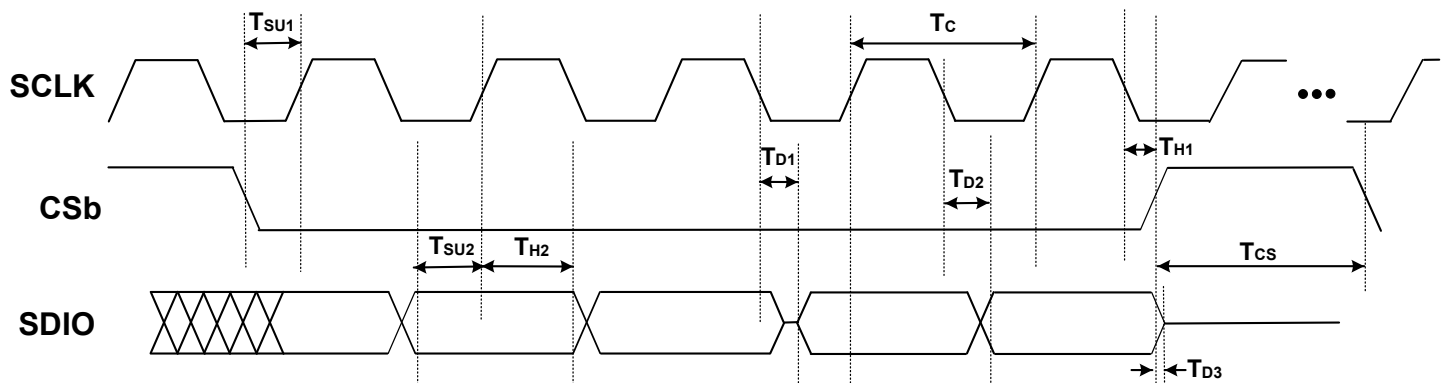 TSU1
TC
SCLK
•••
TD1
TH1
TD2
CSb
TSU2
TH2
TCS
SDIO
TD3